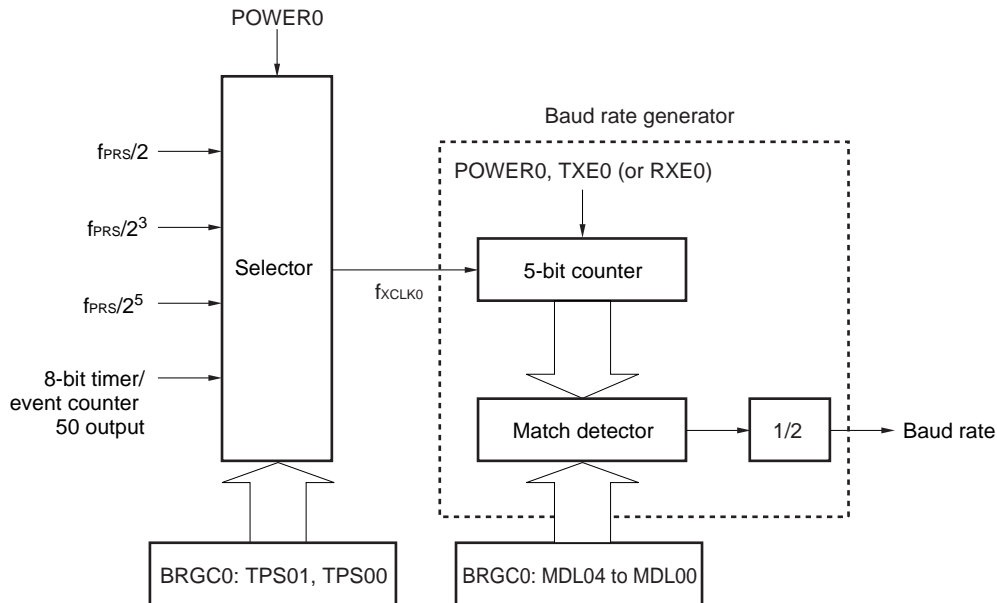 POWER0
Baud rate generator
fPRS/2
POWER0, TXE0 (or RXE0)
fPRS/2³
Selector
5-bit counter
fXCLK0
fPRS/2⁵
8-bit timer/
event counter
50 output
Match detector
1/2
Baud rate
BRGC0: TPS01, TPS00
BRGC0: MDL04 to MDL00